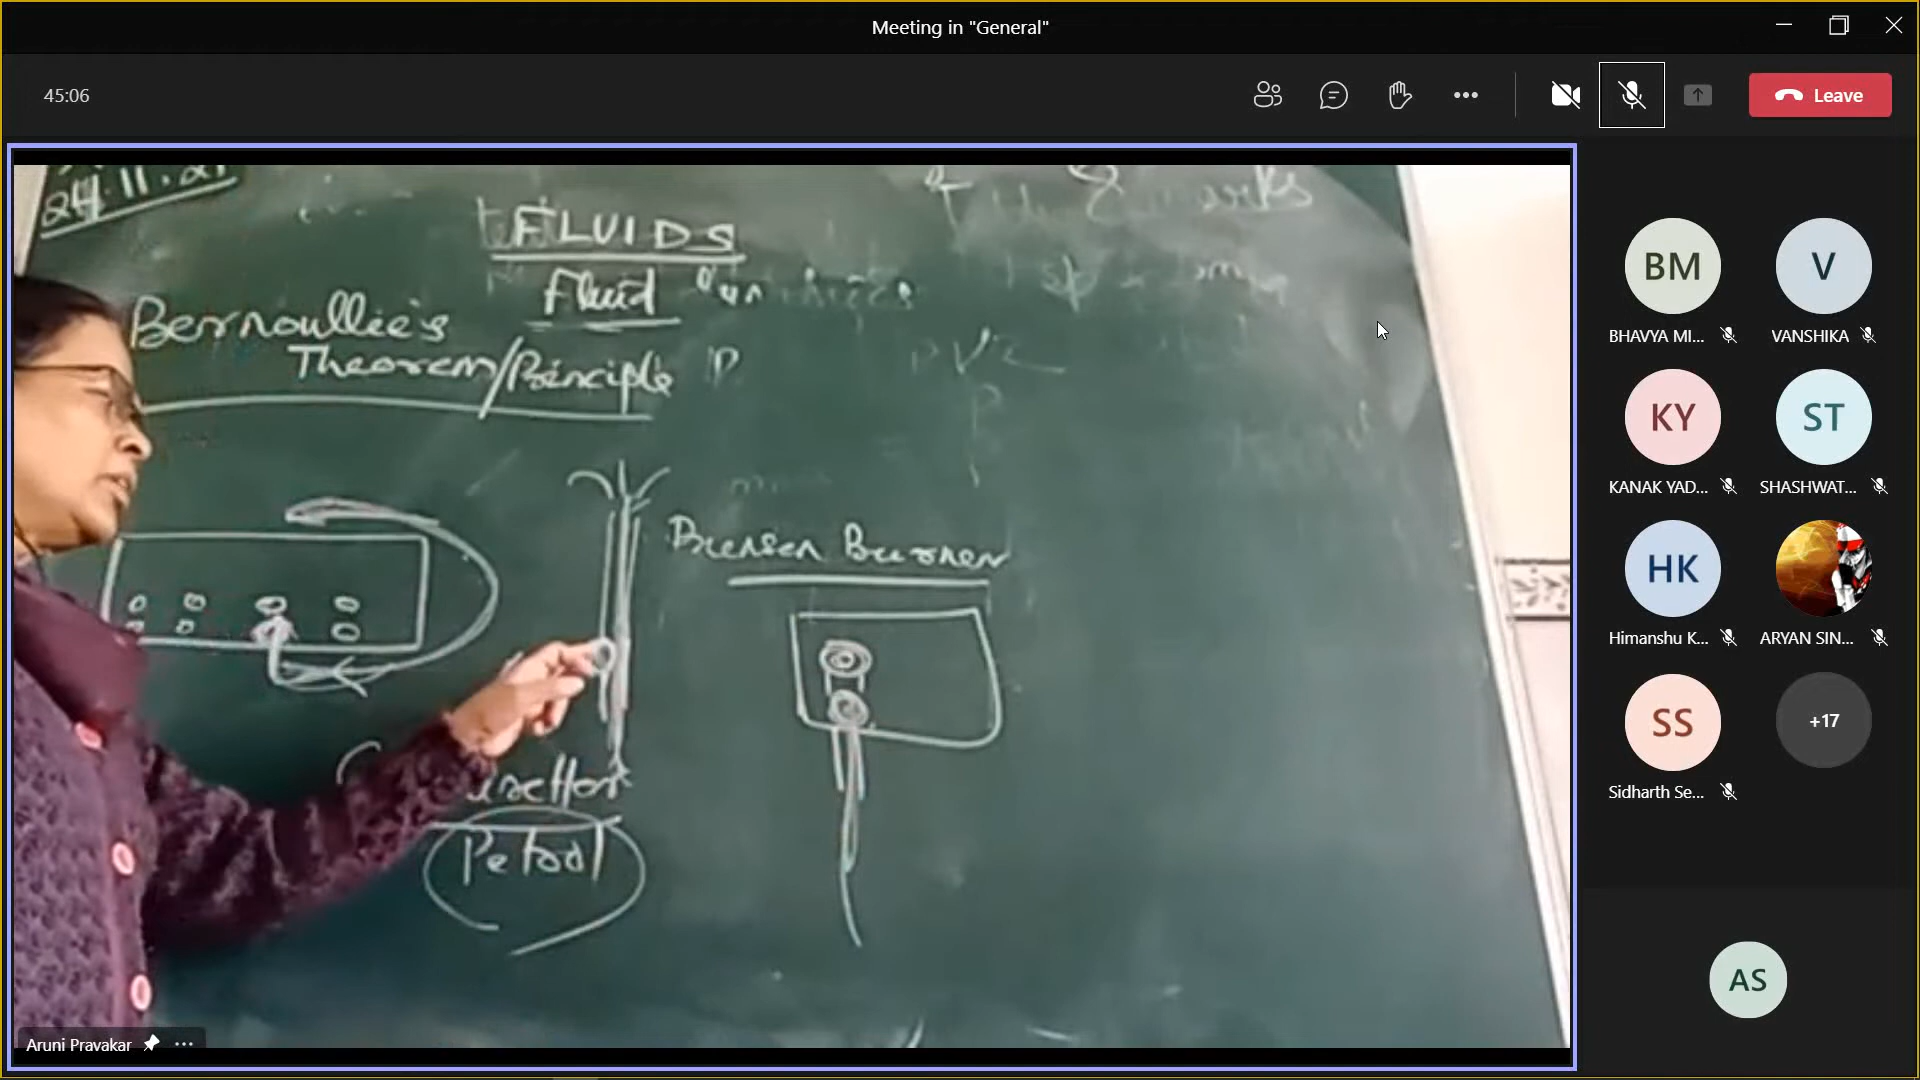 Meeting in "General"
45:06
Leave
24.11.21
FLUIDS
Fluid
Bernoullie's
Theorem/Principle
Bunsen Burner
Petrol
BM
BHAVYA MI...
V
VANSHIKA
KY
KANAK YAD...
ST
SHASHWAT...
HK
Himanshu K...
ARYAN SIN...
SS
Sidharth Se...
+17
AS
Aruni Pravakar